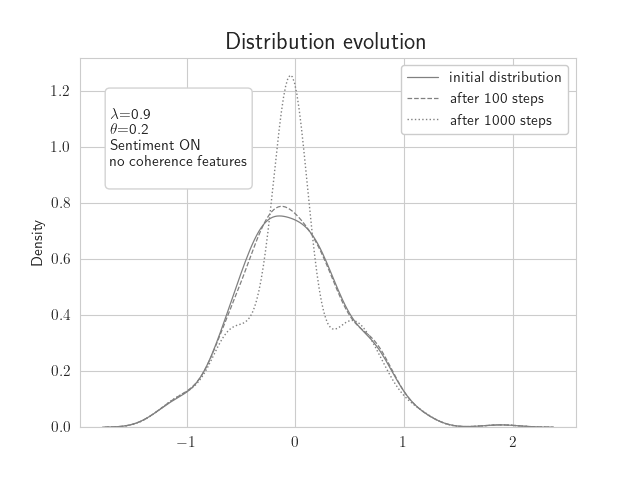 Distribution evolution
initial distribution
after 100 steps
after 1000 steps
λ=0.9
θ=0.2
Sentiment ON
no coherence features
Density
1.2
1.0
0.8
0.6
0.4
0.2
0.0
−1
0
1
2